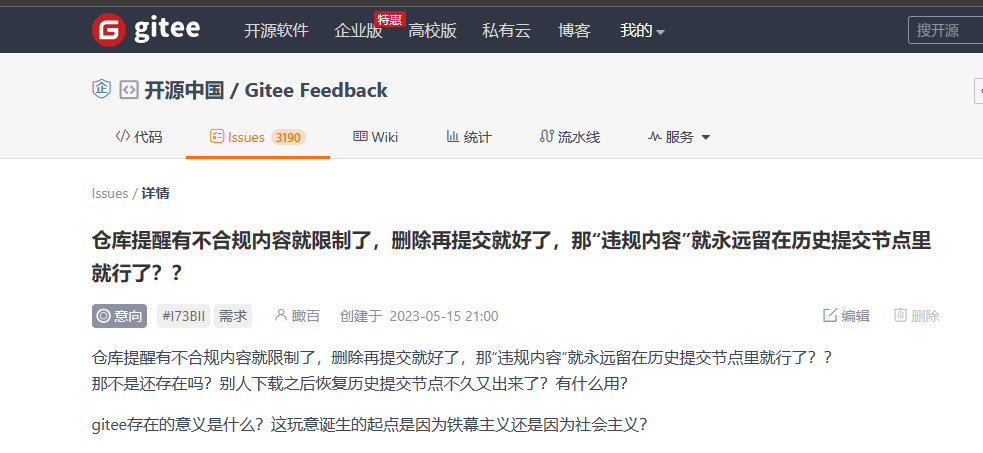 gitee 开源软件 企业版 特惠 高校版 私有云 博客 我的 搜开源
企 开源中国 / Gitee Feedback
代码 Issues 3190 Wiki 统计 流水线 服务
Issues / 详情
仓库提醒有不合规内容就限制了，删除再提交就好了，那“违规内容”就永远留在历史提交节点里
就行了？？
意向 #I73BII 需求 瞰百 创建于 2023-05-15 21:00 编辑 删除
仓库提醒有不合规内容就限制了，删除再提交就好了，那“违规内容”就永远留在历史提交节点里就行了？？
那不是还存在吗？别人下载之后恢复历史提交节点不久又出来了？有什么用？
gitee存在的意义是什么？这玩意诞生的起点是因为铁幕主义还是因为社会主义？